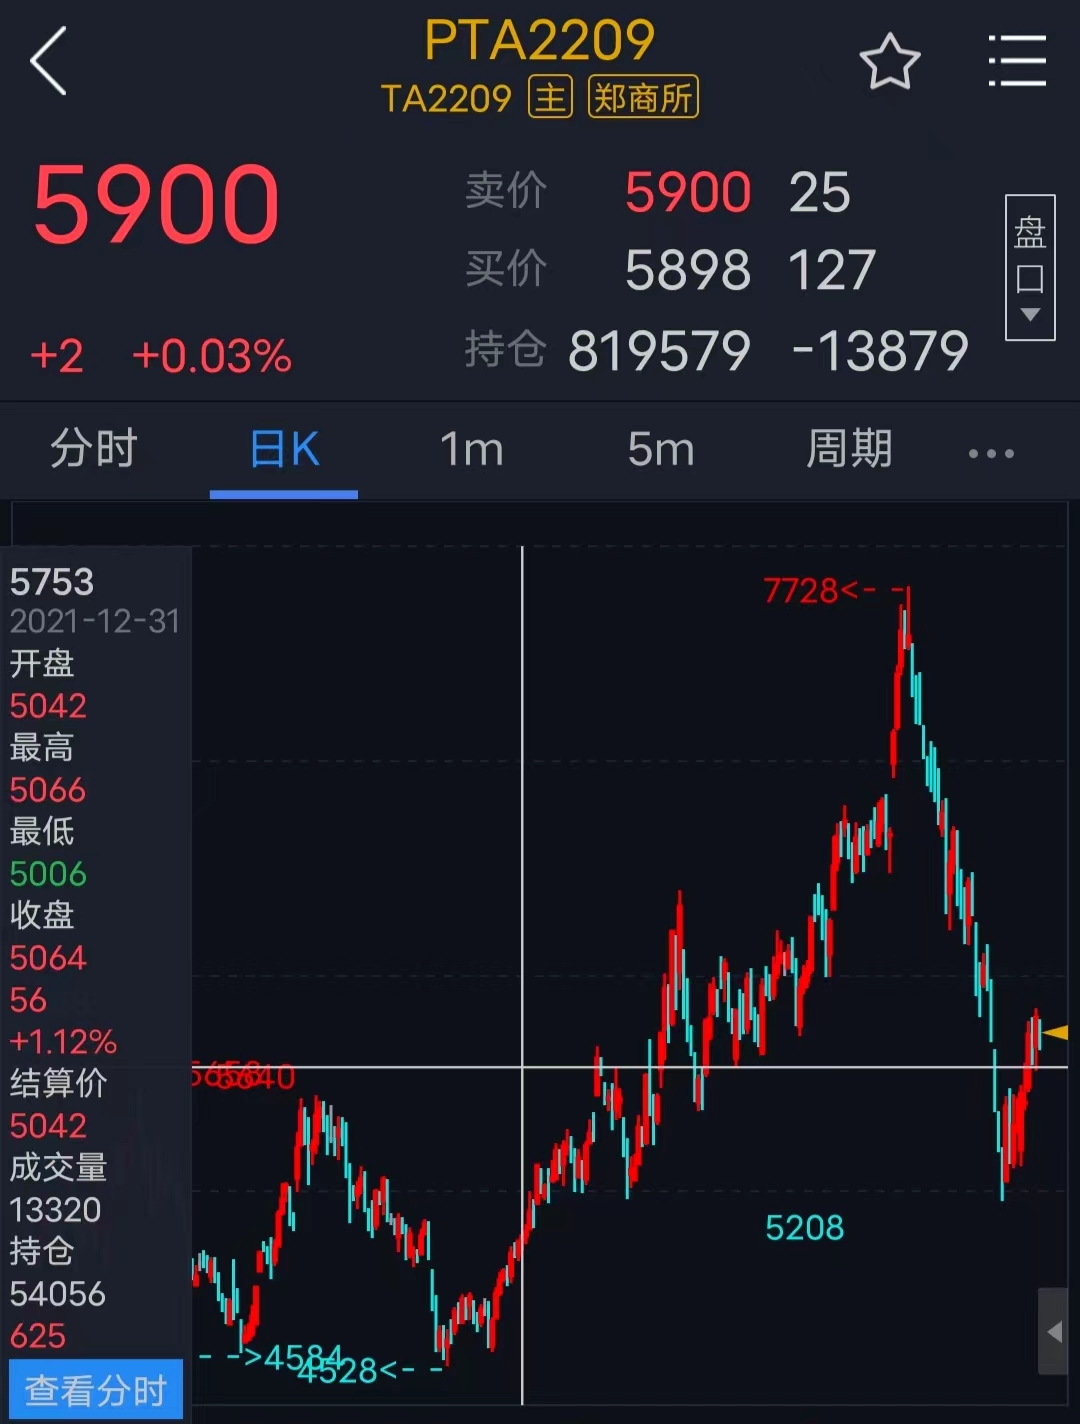 PTA2209
TA2209 主 郑商所
5900
卖价 5900 25
买价 5898 127
+2 +0.03% 持仓 819579 -13879
盘口
分时 日K 1m 5m 周期 ...
5753
2021-12-31
开盘
5042
最高
5066
最低
5006
收盘
5064
56
+1.12%
结算价
5042
成交量
13320
持仓
54056
625
查看分时
7728<--
5640
5208
-->4584
4528<--